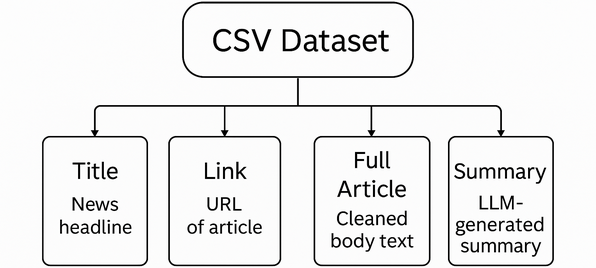 CSV Dataset
Title
News
headline
Link
URL
of article
Full
Article
Cleaned
body text
Summary
LLM-
generated
summary